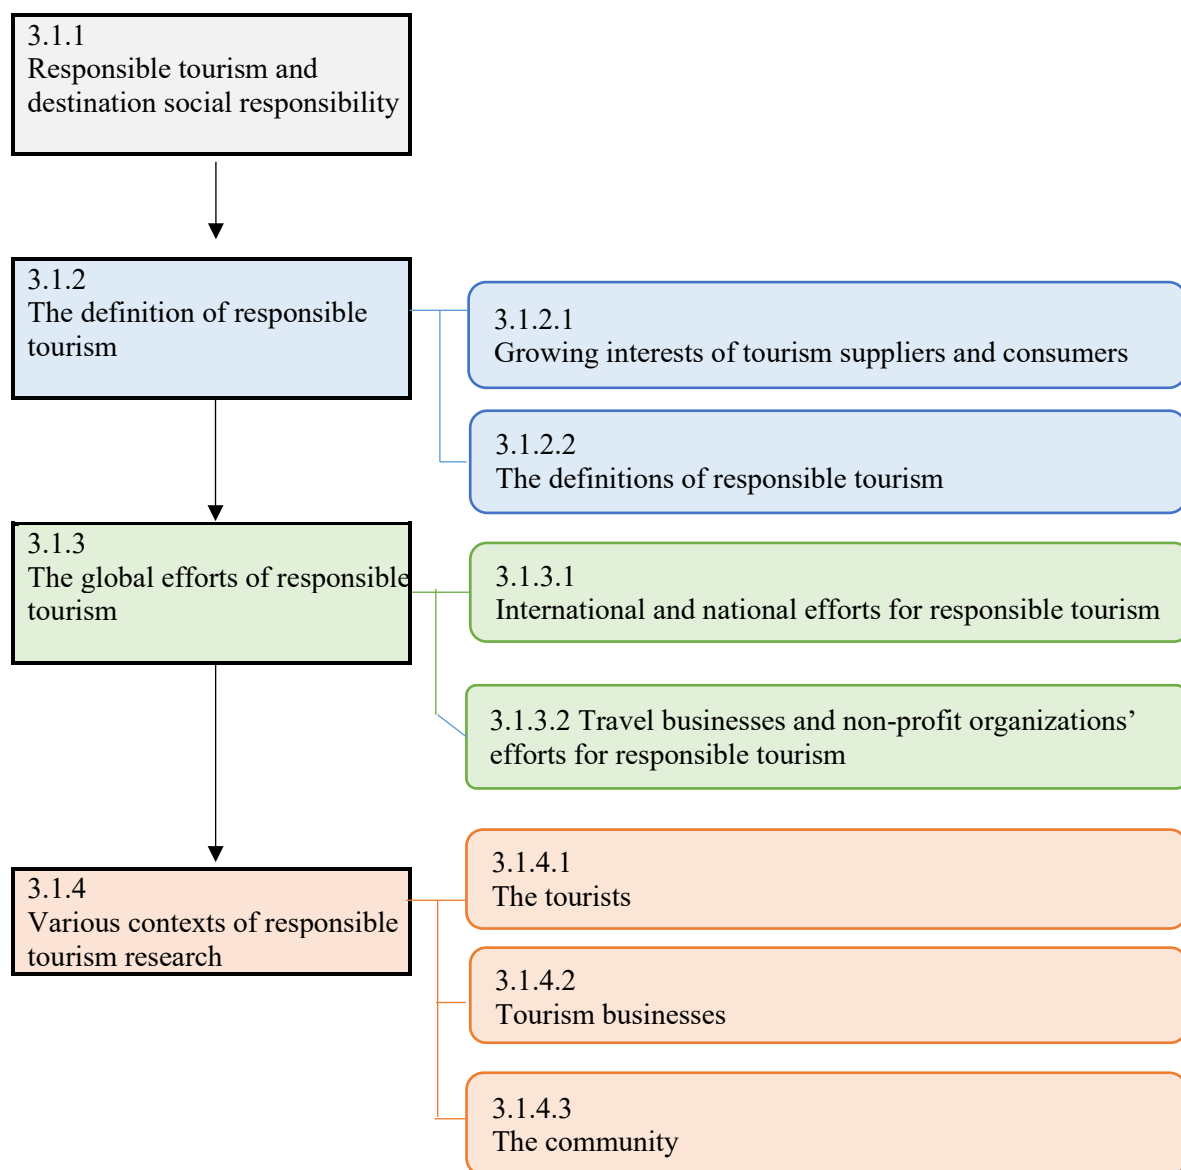 3.1.1
Responsible tourism and
destination social responsibility
3.1.2
The definition of responsible
tourism
3.1.2.1
Growing interests of tourism suppliers and consumers
3.1.2.2
The definitions of responsible tourism
3.1.3
The global efforts of responsible
tourism
3.1.3.1
International and national efforts for responsible tourism
3.1.3.2 Travel businesses and non-profit organizations’
efforts for responsible tourism
3.1.4
Various contexts of responsible
tourism research
3.1.4.1
The tourists
3.1.4.2
Tourism businesses
3.1.4.3
The community